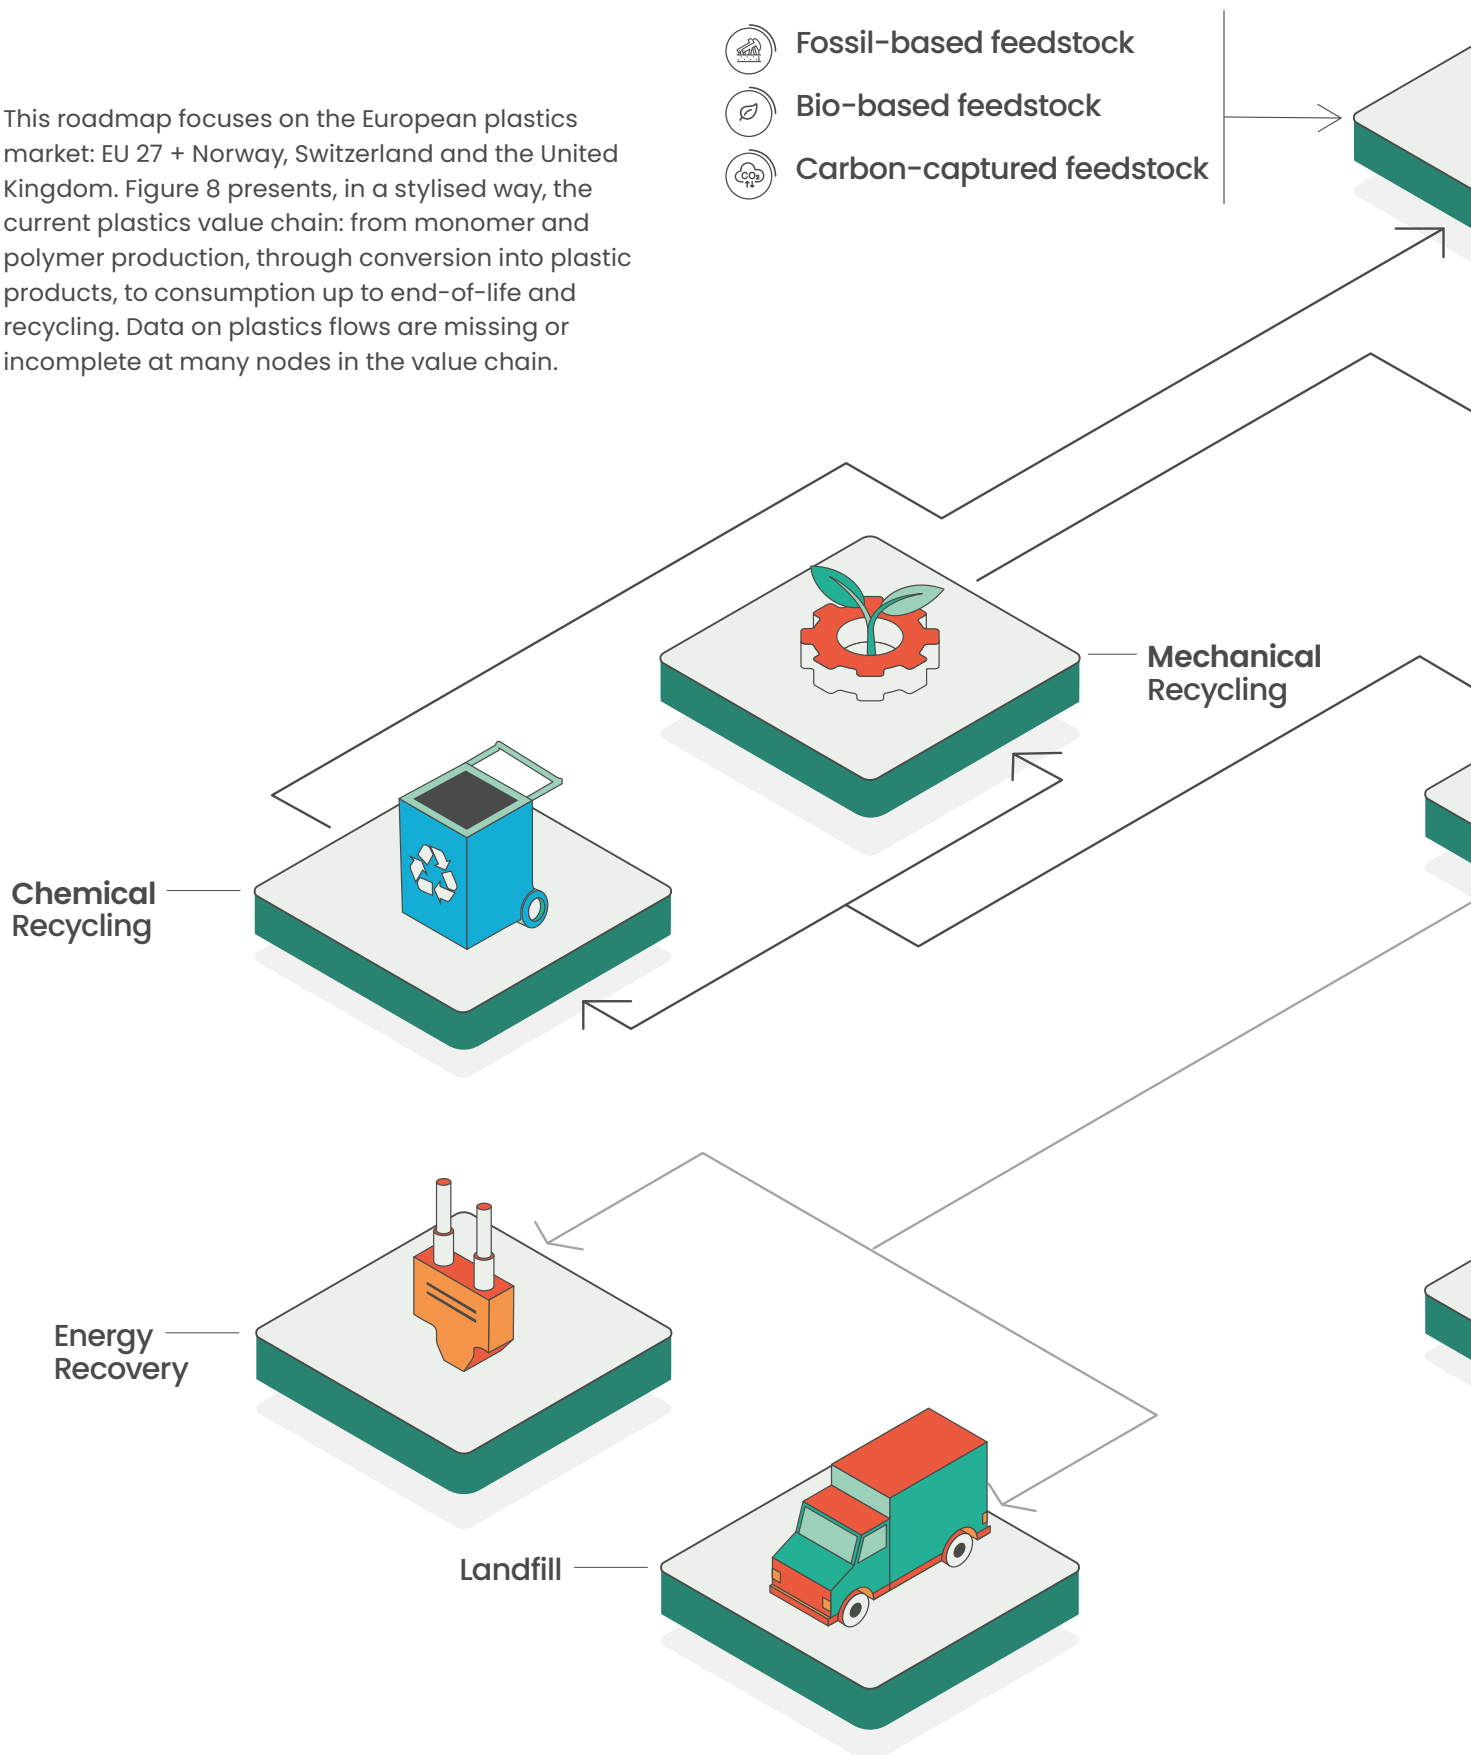 Fossil-based feedstock
Bio-based feedstock
CO₂
Carbon-captured feedstock
This roadmap focuses on the European plastics
market: EU 27 + Norway, Switzerland and the United
Kingdom. Figure 8 presents, in a stylised way, the
current plastics value chain: from monomer and
polymer production, through conversion into plastic
products, to consumption up to end-of-life and
recycling. Data on plastics flows are missing or
incomplete at many nodes in the value chain.
Mechanical
Recycling
Chemical
Recycling
Energy
Recovery
Landfill